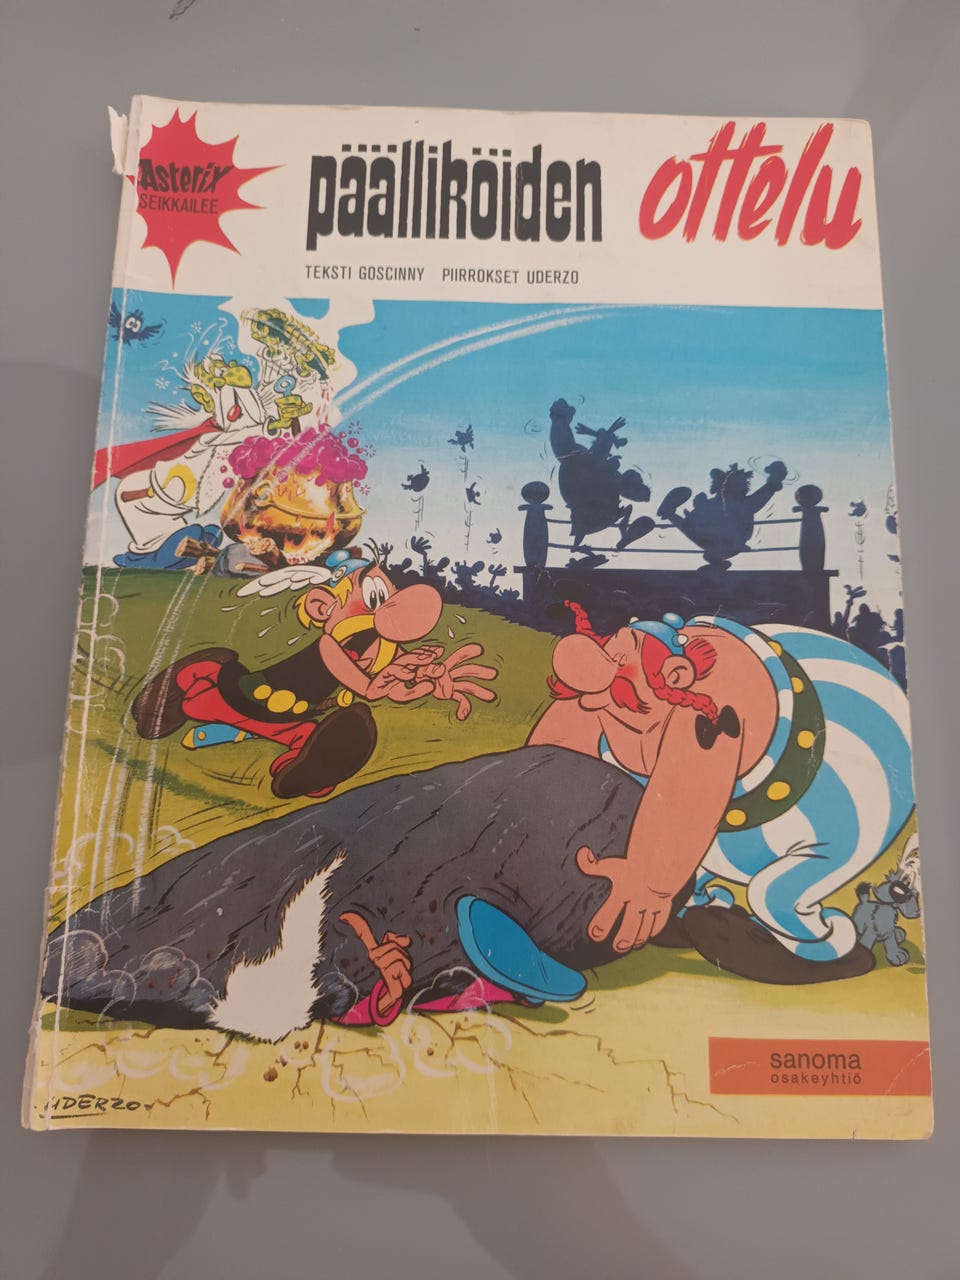 Asterix
SEIKKAILEE
päälliköiden ottelu
TEKSTI GOSCINNY PIIRROKSET UDERZO
sanoma
osakeyhtiö
UDERZO